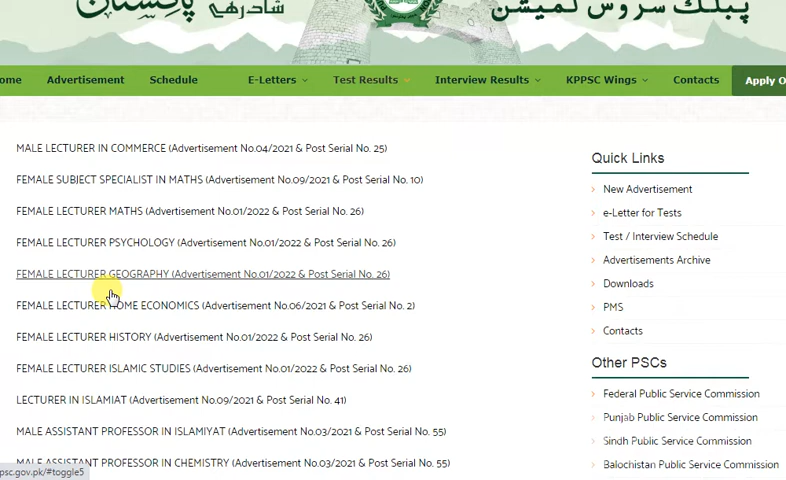 پبلک سروس کمیشن
پاکستان
ome Advertisement Schedule E-Letters Test Results Interview Results KPPSC Wings Contacts Apply O
MALE LECTURER IN COMMERCE (Advertisement No.04/2021 & Post Serial No. 25)
FEMALE SUBJECT SPECIALIST IN MATHS (Advertisement No.09/2021 & Post Serial No. 10)
FEMALE LECTURER MATHS (Advertisement No.01/2022 & Post Serial No. 26)
FEMALE LECTURER PSYCHOLOGY (Advertisement No.01/2022 & Post Serial No. 26)
FEMALE LECTURER GEOGRAPHY (Advertisement No.01/2022 & Post Serial No. 26)
FEMALE LECTURER HOME ECONOMICS (Advertisement No.06/2021 & Post Serial No. 2)
FEMALE LECTURER HISTORY (Advertisement No.01/2022 & Post Serial No. 26)
FEMALE LECTURER ISLAMIC STUDIES (Advertisement No.01/2022 & Post Serial No. 26)
LECTURER IN ISLAMIAT (Advertisement No.09/2021 & Post Serial No. 41)
MALE ASSISTANT PROFESSOR IN ISLAMIYAT (Advertisement No.03/2021 & Post Serial No. 55)
MALE ASSISTANT PROFESSOR IN CHEMISTRY (Advertisement No.03/2021 & Post Serial No. 55)
psc.gov.pk/#toggle5
Quick Links
New Advertisement
e-Letter for Tests
Test / Interview Schedule
Advertisements Archive
Downloads
PMS
Contacts
Other PSCs
Federal Public Service Commission
Punjab Public Service Commission
Sindh Public Service Commission
Balochistan Public Service Commission